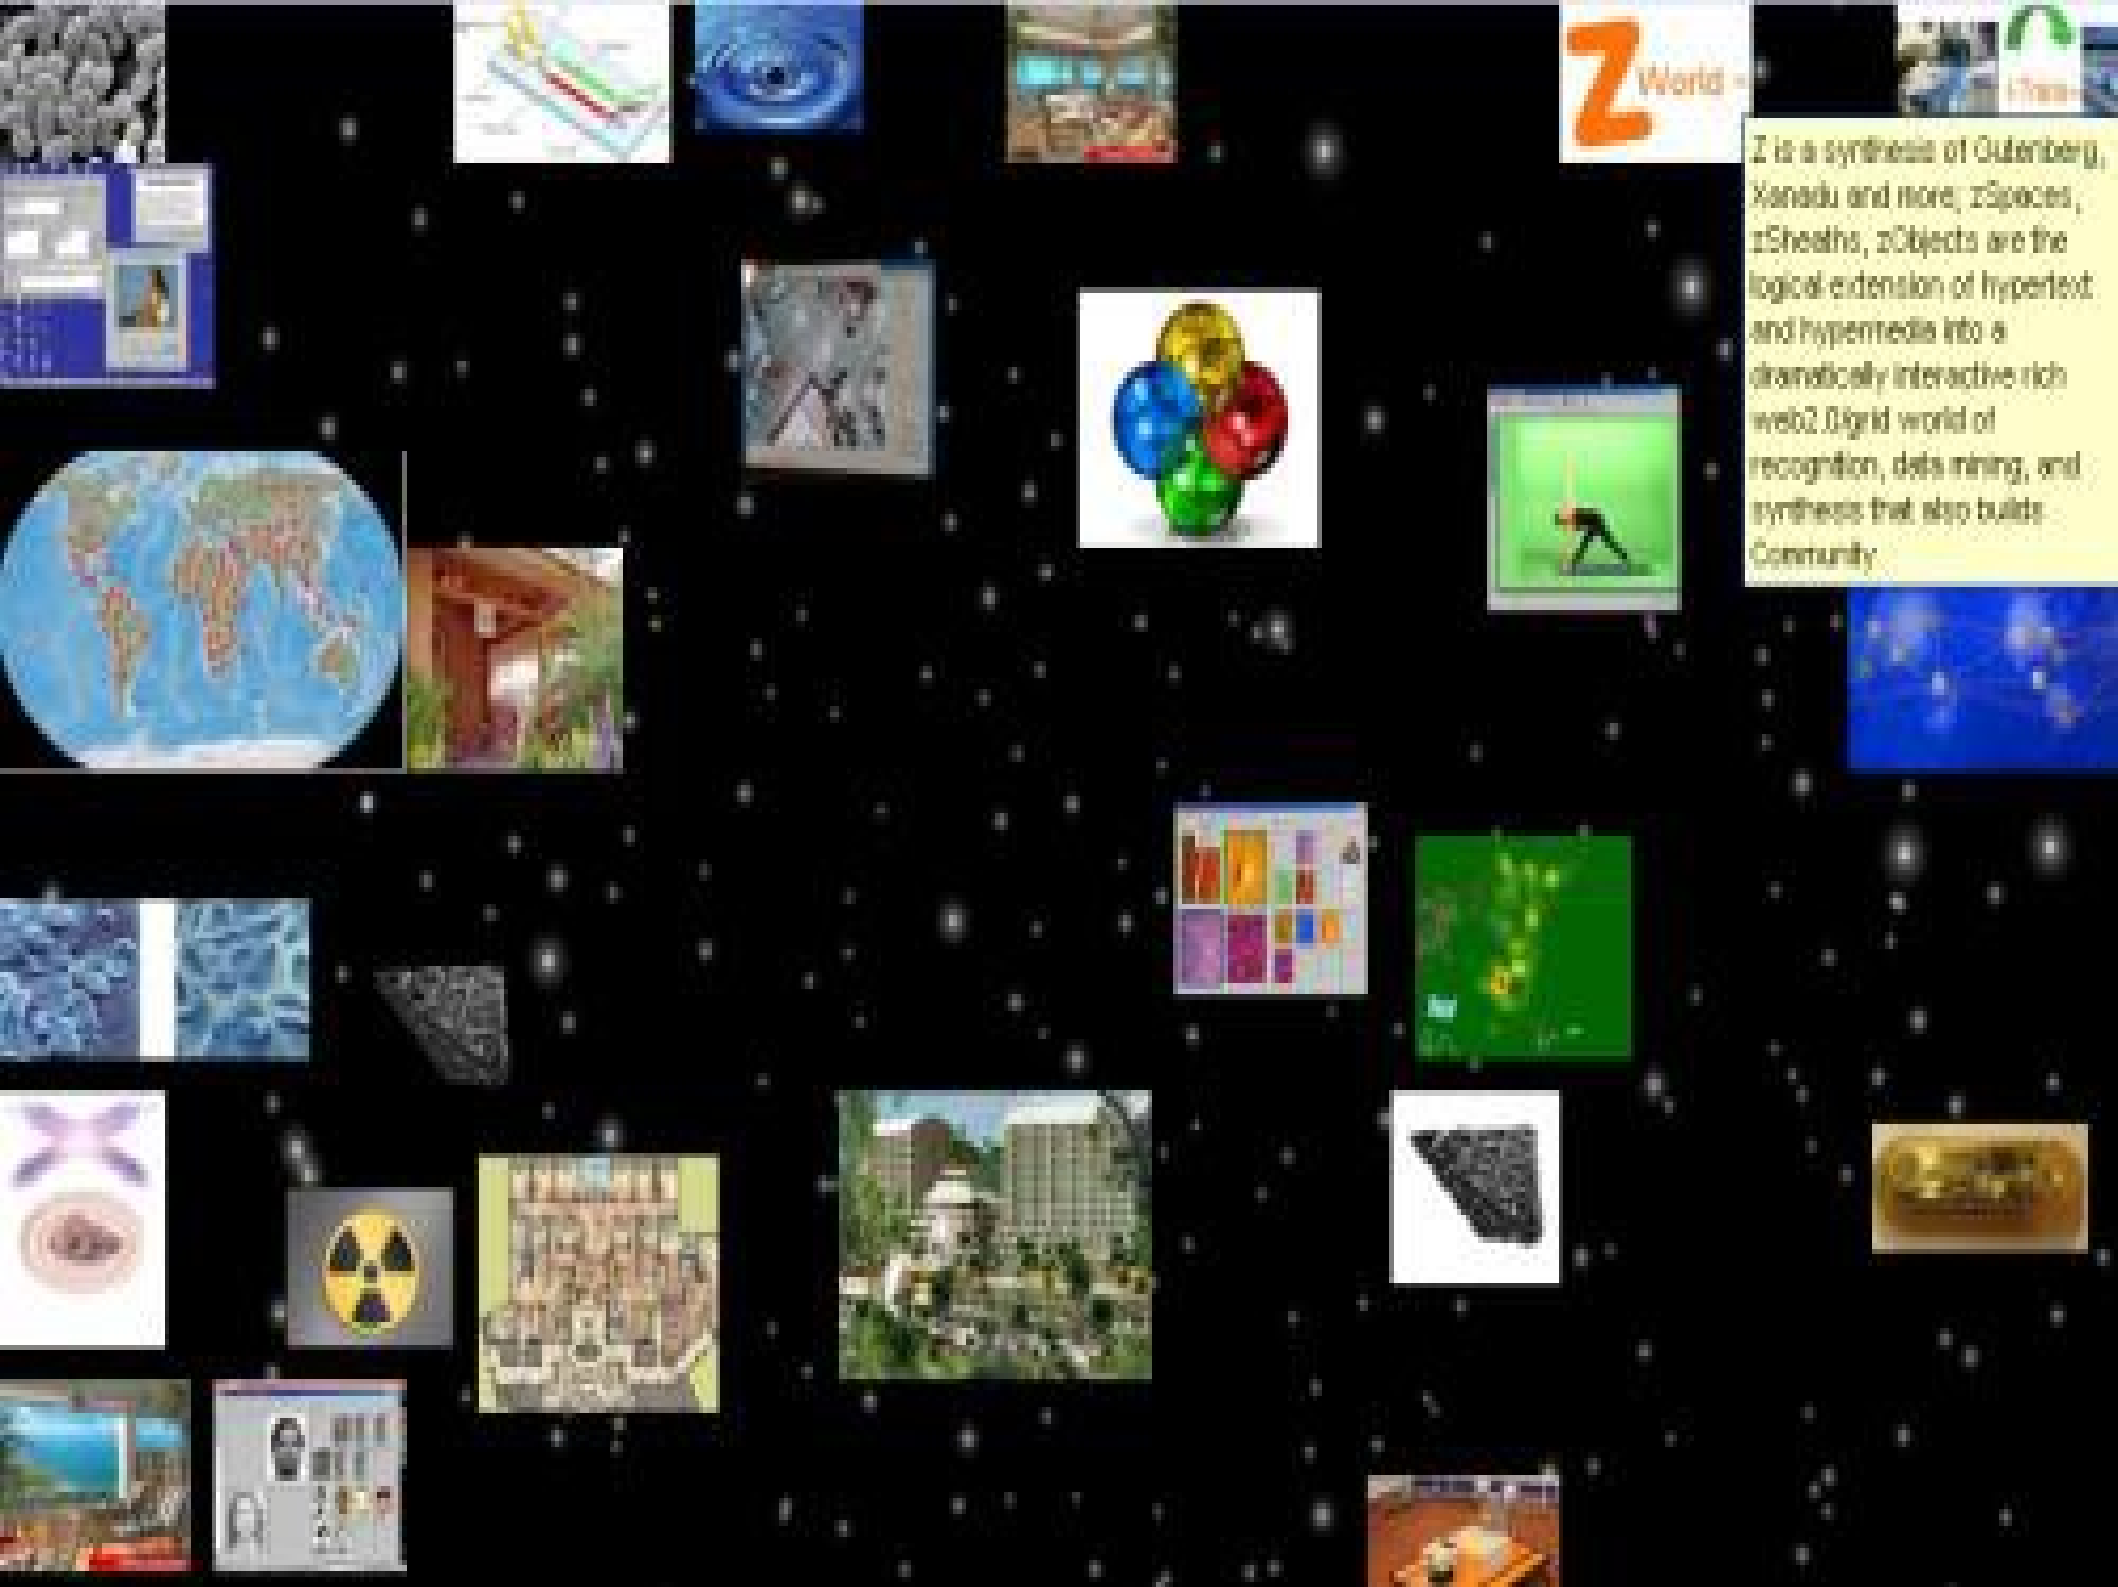 Z World -
Z is a synthesis of Gutenberg,
Xanadu and more; zSpaces,
zSheaths, zObjects are the
logical extension of hypertext
and hypermedia into a
dramatically interactive rich
web2.0/grid world of
recognition, data mining, and
synthesis that also builds
Community